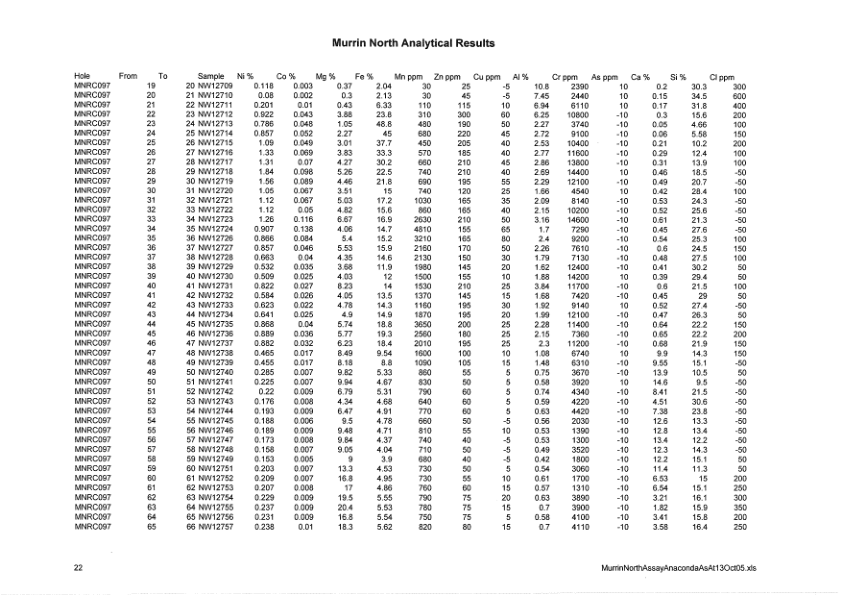 Murrin North Analytical Results
Hole From To Sample Ni % Co % Mg % Fe % Mn ppm Zn ppm Cu ppm Al % Cr ppm As ppm Ca % Si % Cl ppm
MNRC097 19 20 NW12709 0.118 0.003 0.37 2.04 30 25 -5 10.8 2390 10 0.2 30.3 300
MNRC097 20 21 NW12710 0.08 0.002 0.3 2.13 30 45 -5 7.45 2440 10 0.15 34.5 600
MNRC097 21 22 NW12711 0.201 0.01 0.43 6.33 110 115 10 6.94 6110 10 0.17 31.8 400
MNRC097 22 23 NW12712 0.922 0.043 3.88 23.8 310 300 60 6.25 10800 -10 0.3 15.6 200
MNRC097 23 24 NW12713 0.786 0.048 1.05 48.8 480 190 50 2.27 3740 -10 0.05 4.66 100
MNRC097 24 25 NW12714 0.857 0.052 2.27 45 680 220 45 2.72 9100 -10 0.06 5.58 150
MNRC097 25 26 NW12715 1.09 0.049 3.01 37.7 450 205 40 2.53 10400 -10 0.21 10.2 200
MNRC097 26 27 NW12716 1.33 0.069 3.83 33.3 570 185 40 2.77 11600 -10 0.29 12.4 100
MNRC097 27 28 NW12717 1.31 0.07 4.27 30.2 660 210 45 2.86 13800 -10 0.31 13.9 100
MNRC097 28 29 NW12718 1.84 0.098 5.26 22.5 740 210 40 2.69 14400 -10 0.46 18.5 -50
MNRC097 29 30 NW12719 1.56 0.089 4.46 21.8 690 195 55 2.29 12100 -10 0.49 20.7 -50
MNRC097 30 31 NW12720 1.06 0.067 3.51 15 740 120 25 1.66 4540 10 0.42 28.4 100
MNRC097 31 32 NW12721 1.12 0.067 5.03 17.2 1030 165 35 2.09 8140 -10 0.53 24.3 -50
MNRC097 32 33 NW12722 1.12 0.05 4.82 15.6 860 165 40 2.15 10200 -10 0.52 25.6 -50
MNRC097 33 34 NW12723 1.26 0.116 6.67 16.9 2630 210 50 3.16 14600 -10 0.61 21.3 -50
MNRC097 34 35 NW12724 0.907 0.138 4.06 14.7 4810 155 65 1.7 7290 -10 0.45 27.6 -50
MNRC097 35 36 NW12726 0.866 0.084 5.4 15.2 3210 165 80 2.4 9200 -10 0.54 25.3 100
MNRC097 36 37 NW12727 0.857 0.046 5.53 15.9 2160 170 50 2.26 7610 -10 0.6 24.5 150
MNRC097 37 38 NW12728 0.663 0.04 4.35 14.6 2130 150 30 1.79 7130 -10 0.48 27.5 100
MNRC097 38 39 NW12729 0.532 0.035 3.68 11.9 1980 145 20 1.62 12400 -10 0.41 30.2 50
MNRC097 39 40 NW12730 0.509 0.025 4.03 12 1500 155 10 1.88 14200 10 0.39 29.4 50
MNRC097 40 41 NW12731 0.822 0.027 8.23 14 1530 210 25 3.84 11700 -10 0.6 21.5 100
MNRC097 41 42 NW12732 0.584 0.026 4.05 13.5 1370 145 15 1.68 7420 -10 0.45 29 50
MNRC097 42 43 NW12733 0.623 0.022 4.78 14.3 1160 195 30 1.92 9140 10 0.52 27.4 -50
MNRC097 43 44 NW12734 0.641 0.025 4.9 14.9 1870 195 20 1.99 12100 -10 0.47 26.3 50
MNRC097 44 45 NW12735 0.868 0.04 5.74 18.8 3650 200 25 2.28 11400 -10 0.64 22.2 150
MNRC097 45 46 NW12736 0.889 0.036 5.77 19.3 2560 180 25 2.15 7360 -10 0.65 22.2 200
MNRC097 46 47 NW12737 0.882 0.032 6.23 18.4 2010 195 25 2.3 11200 -10 0.68 21.9 150
MNRC097 47 48 NW12738 0.465 0.017 8.49 9.54 1600 100 10 1.08 6740 10 9.9 14.3 150
MNRC097 48 49 NW12739 0.455 0.017 8.18 8.8 1090 105 15 1.48 6310 -10 9.55 15.1 -50
MNRC097 49 50 NW12740 0.285 0.007 9.82 5.33 860 55 5 0.75 3670 -10 13.9 10.5 50
MNRC097 50 51 NW12741 0.225 0.007 9.94 4.67 830 50 5 0.58 3920 10 14.6 9.5 -50
MNRC097 51 52 NW12742 0.22 0.009 6.79 5.31 790 60 5 0.74 4340 -10 8.41 21.5 -50
MNRC097 52 53 NW12743 0.176 0.008 4.34 4.68 640 60 5 0.59 4220 -10 4.51 30.6 -50
MNRC097 53 54 NW12744 0.193 0.009 6.47 4.91 770 60 5 0.63 4420 -10 7.38 23.8 -50
MNRC097 54 55 NW12745 0.188 0.006 9.5 4.78 660 50 -5 0.56 2030 -10 12.6 13.3 -50
MNRC097 55 56 NW12746 0.189 0.009 9.48 4.71 810 55 10 0.53 1390 -10 12.8 13.4 -50
MNRC097 56 57 NW12747 0.173 0.008 9.84 4.37 740 40 -5 0.53 1300 -10 13.4 12.2 -50
MNRC097 57 58 NW12748 0.158 0.007 9.05 4.04 710 50 -5 0.49 3520 -10 12.3 14.3 -50
MNRC097 58 59 NW12749 0.153 0.005 9 3.9 680 40 -5 0.42 1800 -10 12.2 15.1 50
MNRC097 59 60 NW12751 0.203 0.007 13.3 4.53 730 50 5 0.54 3060 -10 11.4 11.3 50
MNRC097 60 61 NW12752 0.209 0.007 16.8 4.95 730 55 10 0.61 1700 -10 6.53 15 200
MNRC097 61 62 NW12753 0.207 0.008 17 4.86 760 60 15 0.57 1310 -10 6.54 15.1 250
MNRC097 62 63 NW12754 0.229 0.009 19.5 5.55 790 75 20 0.63 3890 -10 3.21 16.1 300
MNRC097 63 64 NW12755 0.237 0.009 20.4 5.53 780 75 15 0.7 3900 -10 1.82 15.9 350
MNRC097 64 65 NW12756 0.231 0.009 16.8 5.54 750 75 5 0.58 4100 -10 3.41 15.8 200
MNRC097 65 66 NW12757 0.238 0.01 18.3 5.62 820 80 15 0.7 4110 -10 3.58 16.4 250
22 MurrinNorthAssayAnacondaAsAt13Oct05.xls